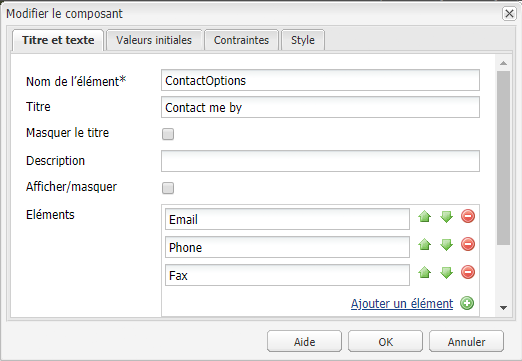 Modifier le composant
Titre et texte Valeurs initiales Contraintes Style
Nom de l'élément* ContactOptions
Titre Contact me by
Masquer le titre
Description
Afficher/masquer
Eléments Email
Phone
Fax
Ajouter un élément
Aide OK Annuler